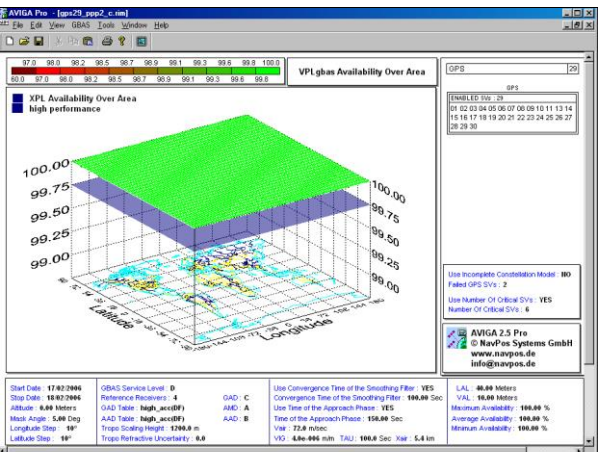 AVIGA Pro - [gps29_ppp2_c.rim]
File Edit View GBAS Tools Window Help
97.0 98.0 98.2 98.5 98.7 98.9 99.1 99.3 99.6 99.8 100.0
60.0 97.0 98.0 98.2 98.5 98.7 98.9 99.1 99.3 99.6 99.8
VPLgbas Availability Over Area
GPS 29
GPS
ENABLED SVs : 29
01 02 03 04 05 06 07 08 09 10 11 13 14
15 16 17 18 19 20 21 22 23 24 25 26 27
28 29 30
XPL Availability Over Area
high performance
100.00
99.75
99.50
99.25
99.00
100.00
99.75
99.50
99.25
99.00
Latitude
Longitude
Use Incomplete Constellation Model : NO
Failed GPS SVs : 2
Use Number Of Critical SVs : YES
Number Of Critical SVs : 6
AVIGA 2.5 Pro
© NavPos Systems GmbH
www.navpos.de
info@navpos.de
Start Date : 17/02/2006
Stop Date : 18/02/2006
Altitude : 0.00 Meters
Mask Angle : 5.00 Deg
Longitude Step : 10°
Latitude Step : 10°
GBAS Service Level : D
Reference Receivers : 4 GAD : C
GAD Table : high_acc(DF) AMD : A
AAD Table : high_acc(DF) AAD : B
Tropo Scaling Height : 1200.0 m
Tropo Refractive Uncertainty : 0.0
Use Convergence Time of the Smoothing Filter : YES
Convergence Time of the Smoothing Filter : 100.00 Sec
Use Time of the Approach Phase : YES
Time of the Approach Phase : 150.00 Sec
Vair : 72.0 m/sec
VIG : 4.0e-006 m/m TAU : 100.0 Sec Xair : 5.4 km
LAL : 40.00 Meters
VAL : 10.00 Meters
Maximum Availability : 100.00 %
Average Availability : 100.00 %
Minimum Availability : 100.00 %